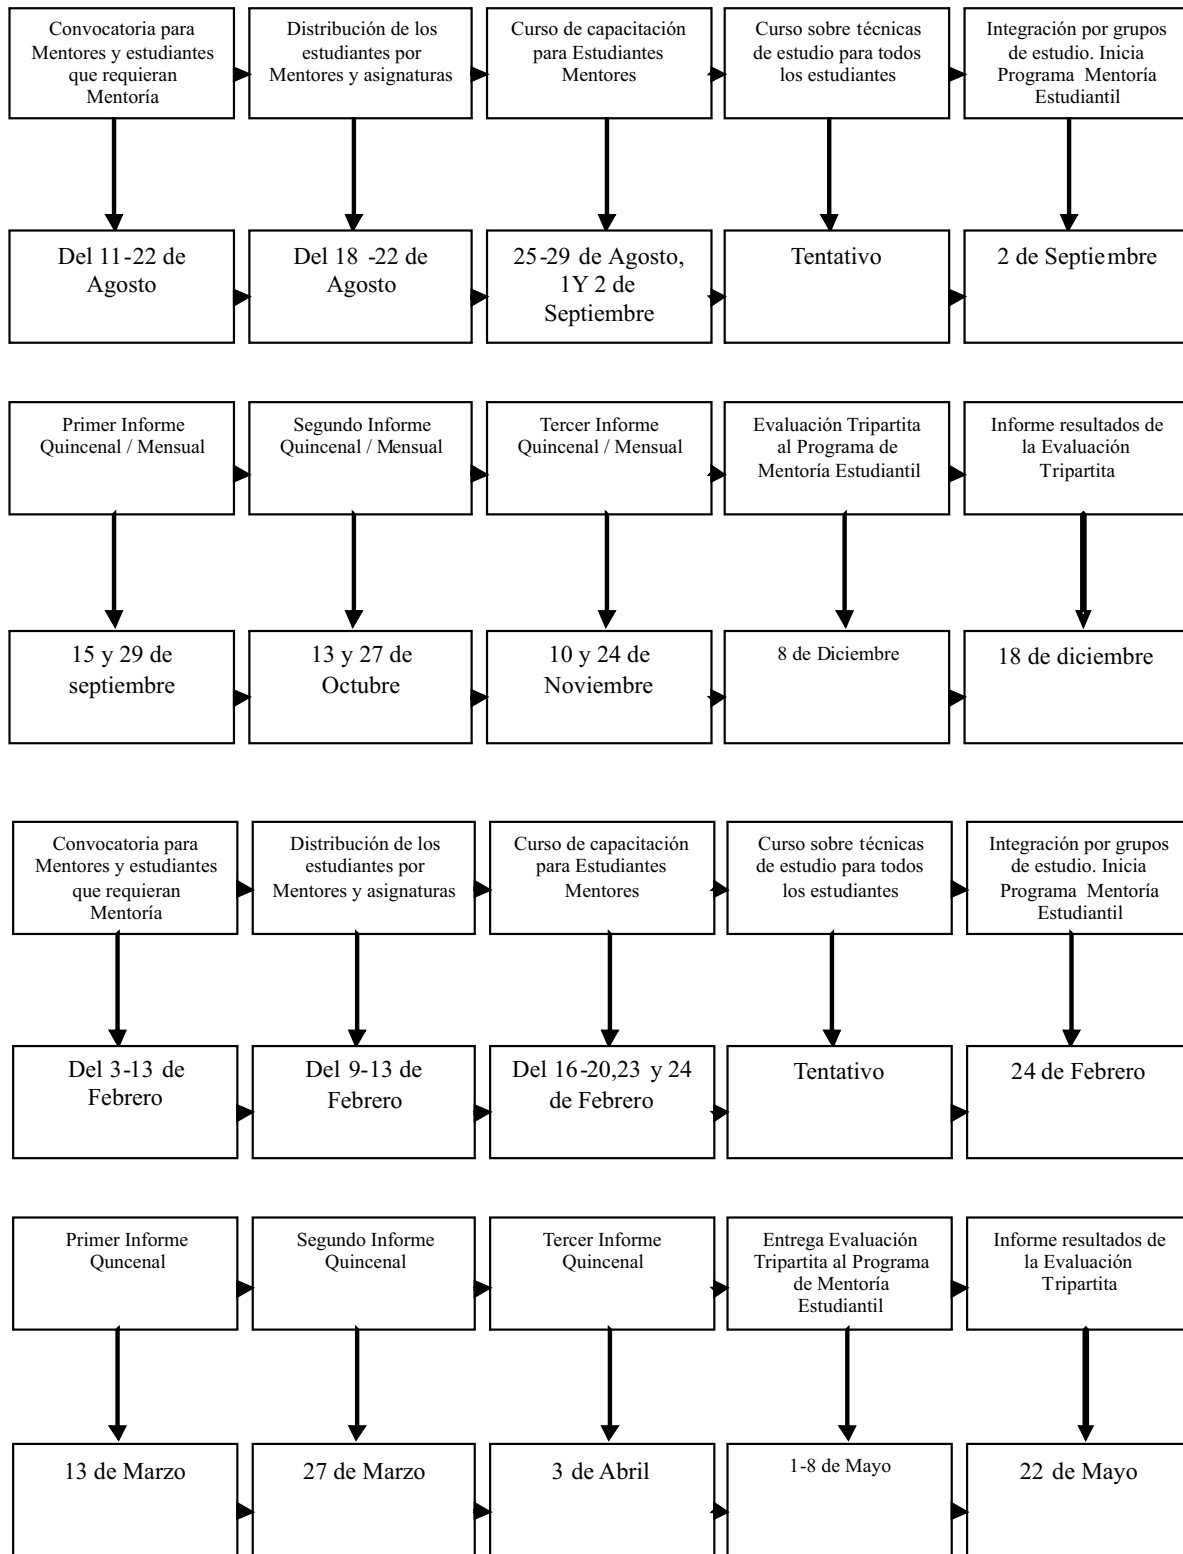 Convocatoria para
Mentores y estudiantes
que requieran
Mentoría
Distribución de los
estudiantes por
Mentores y asignaturas
Curso de capacitación
para Estudiantes
Mentores
Curso sobre técnicas
de estudio para todos
los estudiantes
Integración por grupos
de estudio. Inicia
Programa Mentoría
Estudiantil
Del 11-22 de
Agosto
Del 18 -22 de
Agosto
25-29 de Agosto,
1Y 2 de
Septiembre
Tentativo
2 de Septiembre
Primer Informe
Quincenal / Mensual
Segundo Informe
Quincenal / Mensual
Tercer Informe
Quincenal / Mensual
Evaluación Tripartita
al Programa de
Mentoría Estudiantil
Informe resultados de
la Evaluación
Tripartita
15 y 29 de
septiembre
13 y 27 de
Octubre
10 y 24 de
Noviembre
8 de Diciembre
18 de diciembre
Convocatoria para
Mentores y estudiantes
que requieran
Mentoría
Distribución de los
estudiantes por
Mentores y asignaturas
Curso de capacitación
para Estudiantes
Mentores
Curso sobre técnicas
de estudio para todos
los estudiantes
Integración por grupos
de estudio. Inicia
Programa Mentoría
Estudiantil
Del 3-13 de
Febrero
Del 9-13 de
Febrero
Del 16-20,23 y 24
de Febrero
Tentativo
24 de Febrero
Primer Informe
Quncenal
Segundo Informe
Quincenal
Tercer Informe
Quincenal
Entrega Evaluación
Tripartita al Programa
de Mentoría
Estudiantil
Informe resultados de
la Evaluación
Tripartita
13 de Marzo
27 de Marzo
3 de Abril
1-8 de Mayo
22 de Mayo